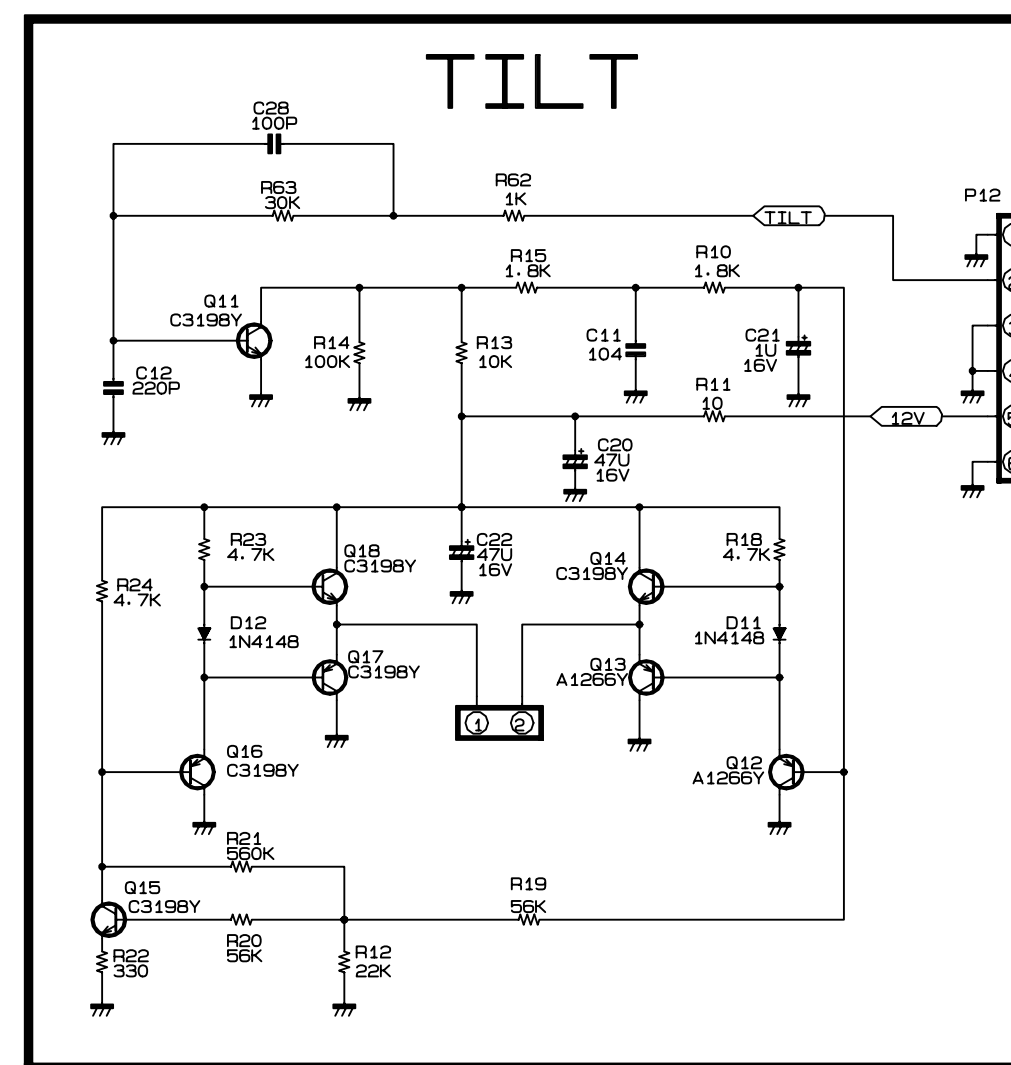 TILT
C28
100P
R63
30K
R62
1K
TILT
P12
R15
1.8K
R10
1.8K
Q11
C3198Y
R14
100K
R13
10K
C11
104
C21
1U
16V
C12
220P
R11
10
12V
C20
47U
16V
R23
4.7K
Q18
C3198Y
C22
47U
16V
Q14
C3198Y
R18
4.7K
R24
4.7K
D12
1N4148
D11
1N4148
Q17
C3198Y
Q13
A1266Y
1 2
Q16
C3198Y
Q12
A1266Y
R21
560K
Q15
C3198Y
R19
56K
R20
56K
R22
330
R12
22K